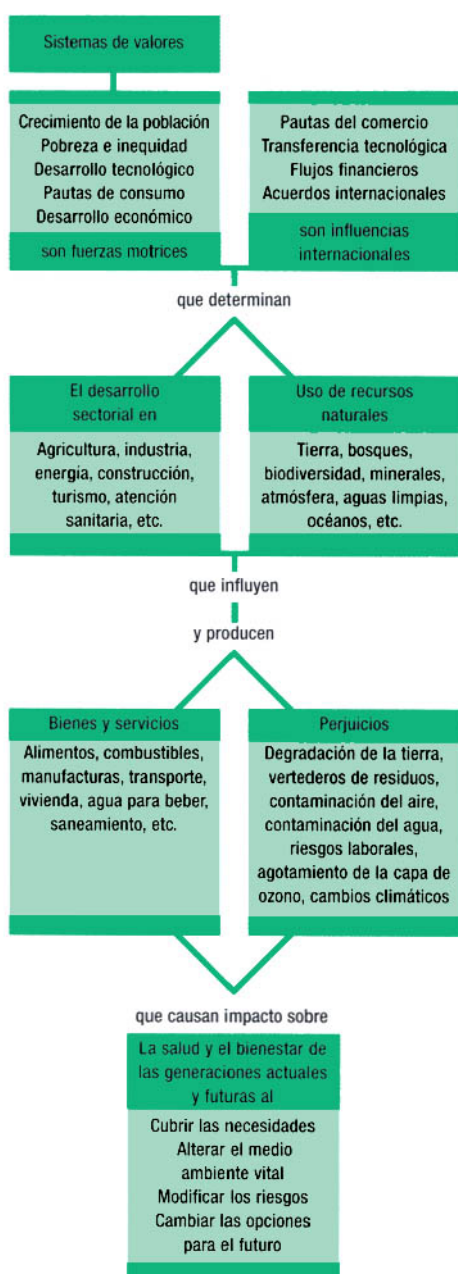 Sistemas de valores
Crecimiento de la población
Pobreza e inequidad
Desarrollo tecnológico
Pautas de consumo
Desarrollo económico
son fuerzas motrices
Pautas del comercio
Transferencia tecnológica
Flujos financieros
Acuerdos internacionales
son influencias
internacionales
que determinan
El desarrollo
sectorial en
Agricultura, industria,
energía, construcción,
turismo, atención
sanitaria, etc.
Uso de recursos
naturales
Tierra, bosques,
biodiversidad, minerales,
atmósfera, aguas limpias,
océanos, etc.
que influyen
y producen
Bienes y servicios
Alimentos, combustibles,
manufacturas, transporte,
vivienda, agua para beber,
saneamiento, etc.
Perjuicios
Degradación de la tierra,
vertederos de residuos,
contaminación del aire,
contaminación del agua,
riesgos laborales,
agotamiento de la capa de
ozono, cambios climáticos
que causan impacto sobre
La salud y el bienestar de
las generaciones actuales
y futuras al
Cubrir las necesidades
Alterar el medio
ambiente vital
Modificar los riesgos
Cambiar las opciones
para el futuro